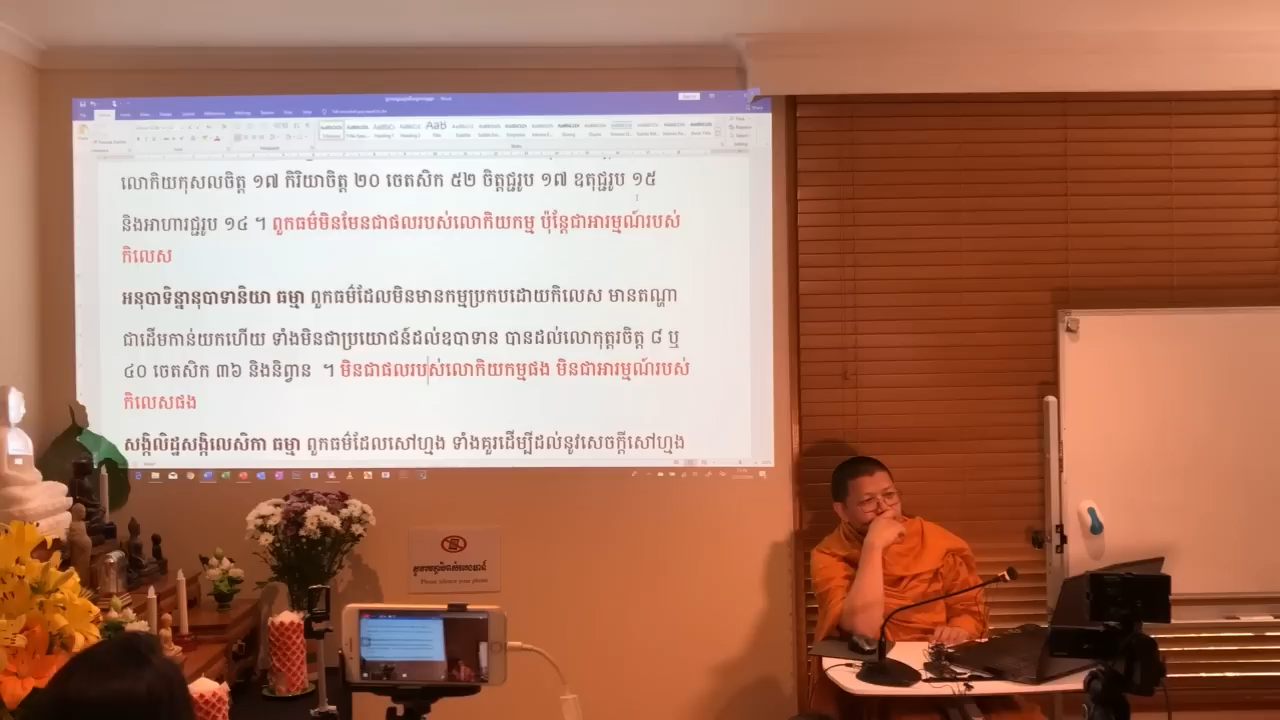 លោកិយកុសលចិត្ត ១៧ កិរិយាចិត្ត ២០ ចេតសិក ៥២ ចិត្តជ្ជរូប ១៧ ឧតុជ្ជរូប ១៥
និងអាហារជ្ជរូប ១៤ ។ ពួកធម៌មិនមែនជាផលរបស់លោកិយកម្ម ប៉ុន្តែជាអារម្មណ៍របស់
កិលេស
អនុបាទិន្នានុបាទានិយា ធម្មា ពួកធម៌ដែលមិនមានកម្មប្រកបដោយកិលេស មានតណ្ហា
ជាដើមកាន់យកហើយ ទាំងមិនជាប្រយោជន៍ដល់ឧបាទាន បានដល់លោកុត្តរចិត្ត ៨ ឬ
៤០ ចេតសិក ៣៦ និងនិព្វាន ។ មិនជាផលរបស់លោកិយកម្មផង មិនជាអារម្មណ៍របស់
កិលេសផង
សង្កិលិដ្ឋសង្កិលេសិកា ធម្មា ពួកធម៌ដែលសៅហ្មង ទាំងគួរដើម្បីដល់នូវសេចក្តីសៅហ្មង
Please silence your phone